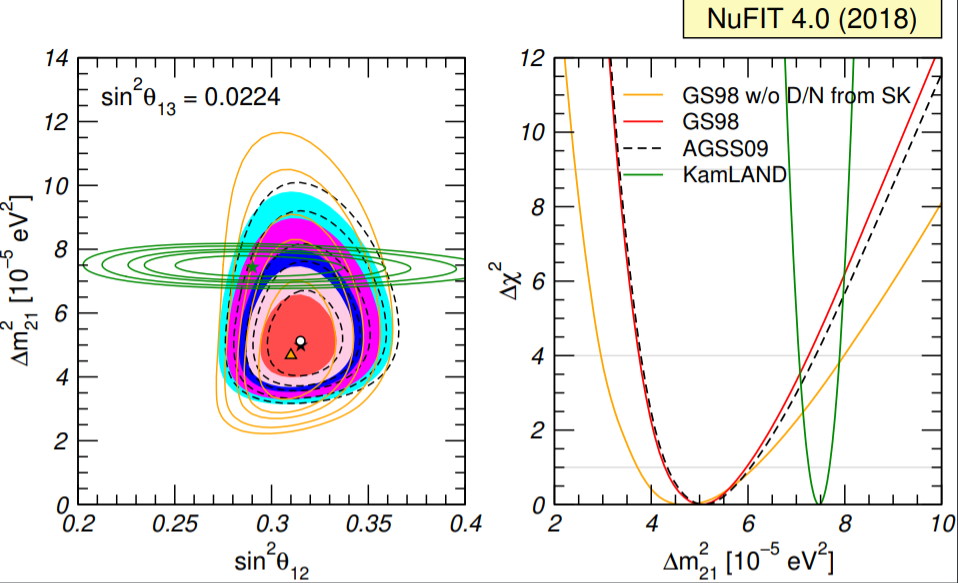 NuFIT 4.0 (2018)
sin²θ₁₃ = 0.0224
Δm²₂₁ [10⁻⁵ eV²]
14
12
10
8
6
4
2
0
0.2 0.25 0.3 0.35 0.4
sin²θ₁₂
Δχ²
12
10
8
6
4
2
0
GS98 w/o D/N from SK
GS98
AGSS09
KamLAND
2 4 6 8 10
Δm²₂₁ [10⁻⁵ eV²]